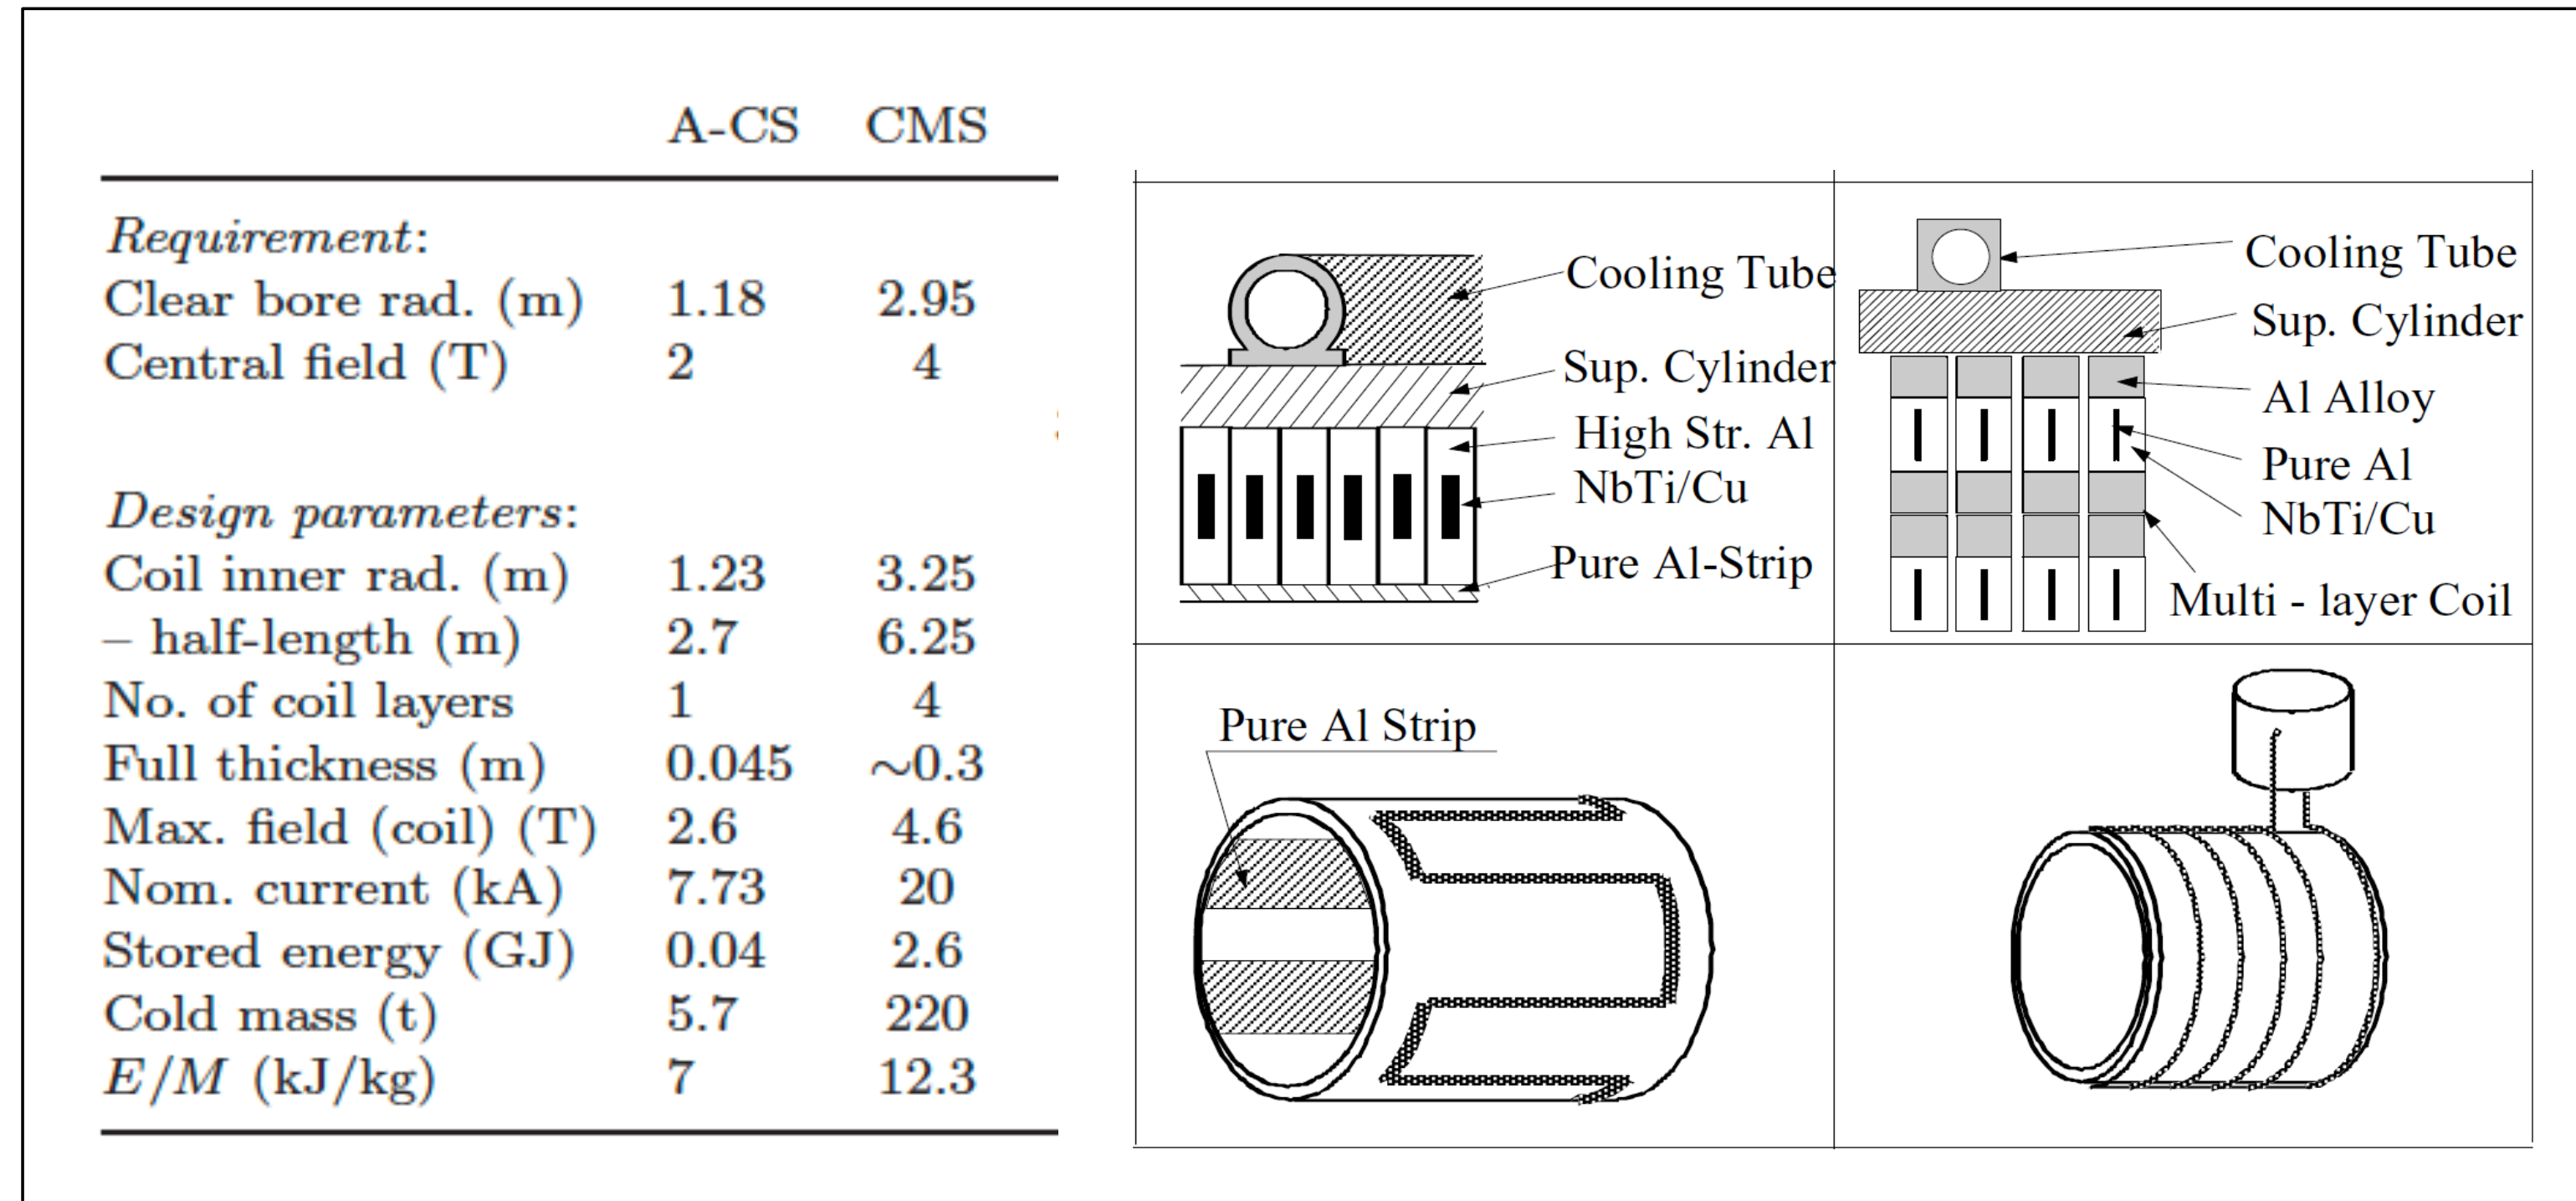 A-CS CMS
Requirement:
Clear bore rad. (m) 1.18 2.95
Central field (T) 2 4
Design parameters:
Coil inner rad. (m) 1.23 3.25
– half-length (m) 2.7 6.25
No. of coil layers 1 4
Full thickness (m) 0.045 ∼0.3
Max. field (coil) (T) 2.6 4.6
Nom. current (kA) 7.73 20
Stored energy (GJ) 0.04 2.6
Cold mass (t) 5.7 220
E/M (kJ/kg) 7 12.3
Cooling Tube
Sup. Cylinder
High Str. Al
NbTi/Cu
Pure Al-Strip
Cooling Tube
Sup. Cylinder
Al Alloy
Pure Al
NbTi/Cu
Multi - layer Coil
Pure Al Strip